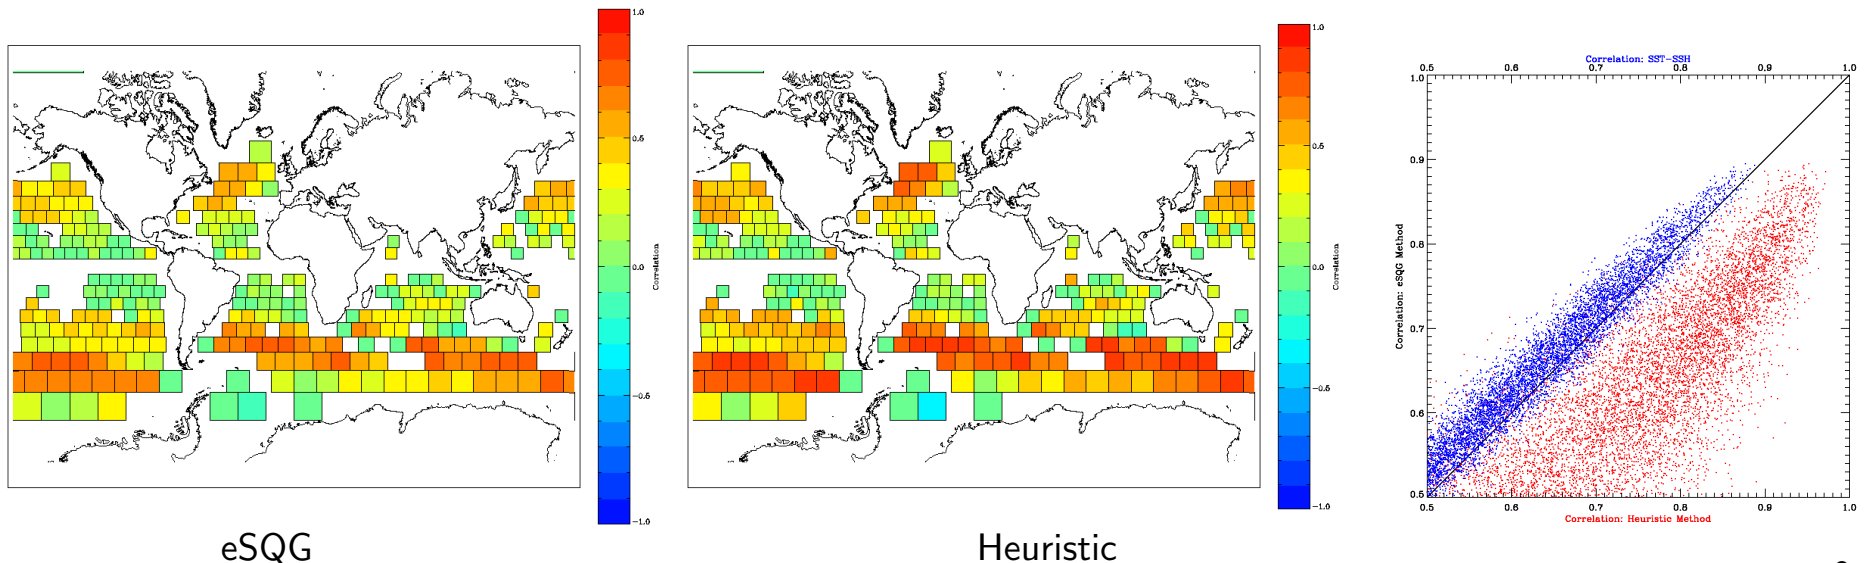 1.0
0.5
0.0
-0.5
-1.0
Correlation
eSQG
1.0
0.5
0.0
-0.5
-1.0
Correlation
Heuristic
Correlation: SST-SSH
0.5 0.6 0.7 0.8 0.9 1.0
1.0
0.9
0.8
0.7
0.6
0.5
Correlation: eSQG Method
0.5 0.6 0.7 0.8 0.9 1.0
Correlation: Heuristic Method